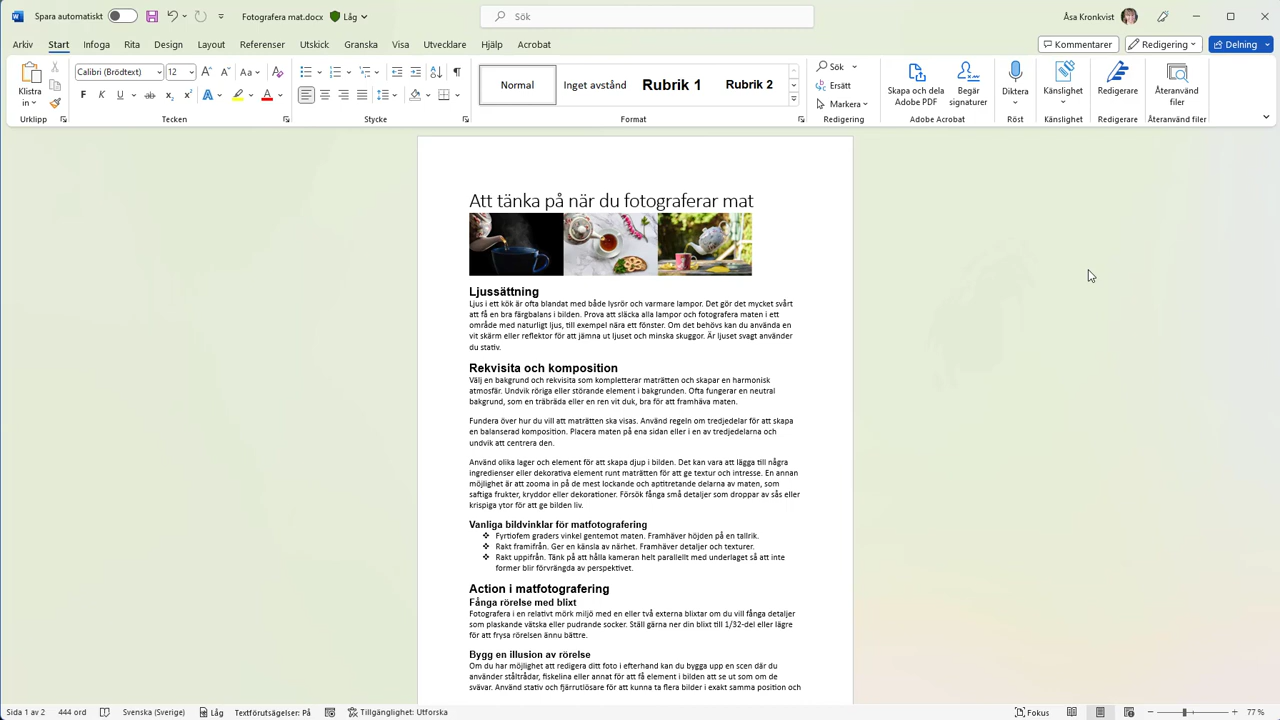 Spara automatiskt
Fotografera mat.docx
Låg
Sök
Åsa Kronkvist
Arkiv Start Infoga Rita Design Layout Referenser Utskick Granska Visa Utvecklare Hjälp Acrobat
Kommentarer
Redigering
Delning
Klistra in
Urklipp
Calibri (Brödtext)
12
Tecken
Stycke
Normal
Inget avstånd
Rubrik 1
Rubrik 2
Format
Sök
Ersätt
Markera
Redigering
Skapa och dela Adobe PDF
Begär signaturer
Adobe Acrobat
Diktera
Röst
Känslighet
Känslighet
Redigerare
Redigerare
Återanvänd filer
Återanvänd filer
Att tänka på när du fotograferar mat
Ljussättning
Ljus i ett kök är ofta blandat med både lysrör och varmare lampor. Det gör det mycket svårt
att få en bra färgbalans i bilden. Prova att släcka alla lampor och fotografera maten i ett
område med naturligt ljus, till exempel nära ett fönster. Om det behövs kan du använda en
vit skärm eller reflektor för att jämna ut ljuset och minska skuggor. Är ljuset svagt använder
du stativ.
Rekvisita och komposition
Välj en bakgrund och rekvisita som kompletterar maträtten och skapar en harmonisk
atmosfär. Undvik röriga eller störande element i bakgrunden. Ofta fungerar en neutral
bakgrund, som en träbräda eller en ren vit duk, bra för att framhäva maten.
Fundera över hur du vill att maträtten ska visas. Använd regeln om tredjedelar för att skapa
en balanserad komposition. Placera maten på ena sidan eller i en av tredjedelarna och
undvik att centrera den.
Använd olika lager och element för att skapa djup i bilden. Det kan vara att lägga till några
ingredienser eller dekorativa element runt maträtten för att ge textur och intresse. En annan
möjlighet är att zooma in på de mest lockande och aptitretande delarna av maten, som
saftiga frukter, kryddor eller dekorationer. Försök fånga små detaljer som droppar av sås eller
krispiga ytor för att ge bilden liv.
Vanliga bildvinklar för matfotografering
❖ Fyrtiofem graders vinkel gentemot maten. Framhäver höjden på en tallrik.
❖ Rakt framifrån. Ger en känsla av närhet. Framhäver detaljer och texturer.
❖ Rakt uppifrån. Tänk på att hålla kameran helt parallellt med underlaget så att inte
former blir förvrängda av perspektivet.
Action i matfotografering
Fånga rörelse med blixt
Fotografera i en relativt mörk miljö med en eller två externa blixtar om du vill fånga detaljer
som plaskande vätska eller pudrande socker. Ställ gärna ner din blixt till 1/32-del eller lägre
för att frysa rörelsen ännu bättre.
Bygg en illusion av rörelse
Om du har möjlighet att redigera ditt foto i efterhand kan du bygga upp en scen där du
använder ståltrådar, fiskelina eller annat för att få element i bilden att se ut som om de
svävar. Använd stativ och fjärrutlösare för att kunna ta flera bilder i exakt samma position och
Sida 1 av 2 444 ord Svenska (Sverige) Låg Textförutsägelser: På Tillgänglighet: Utforska Fokus 77 %